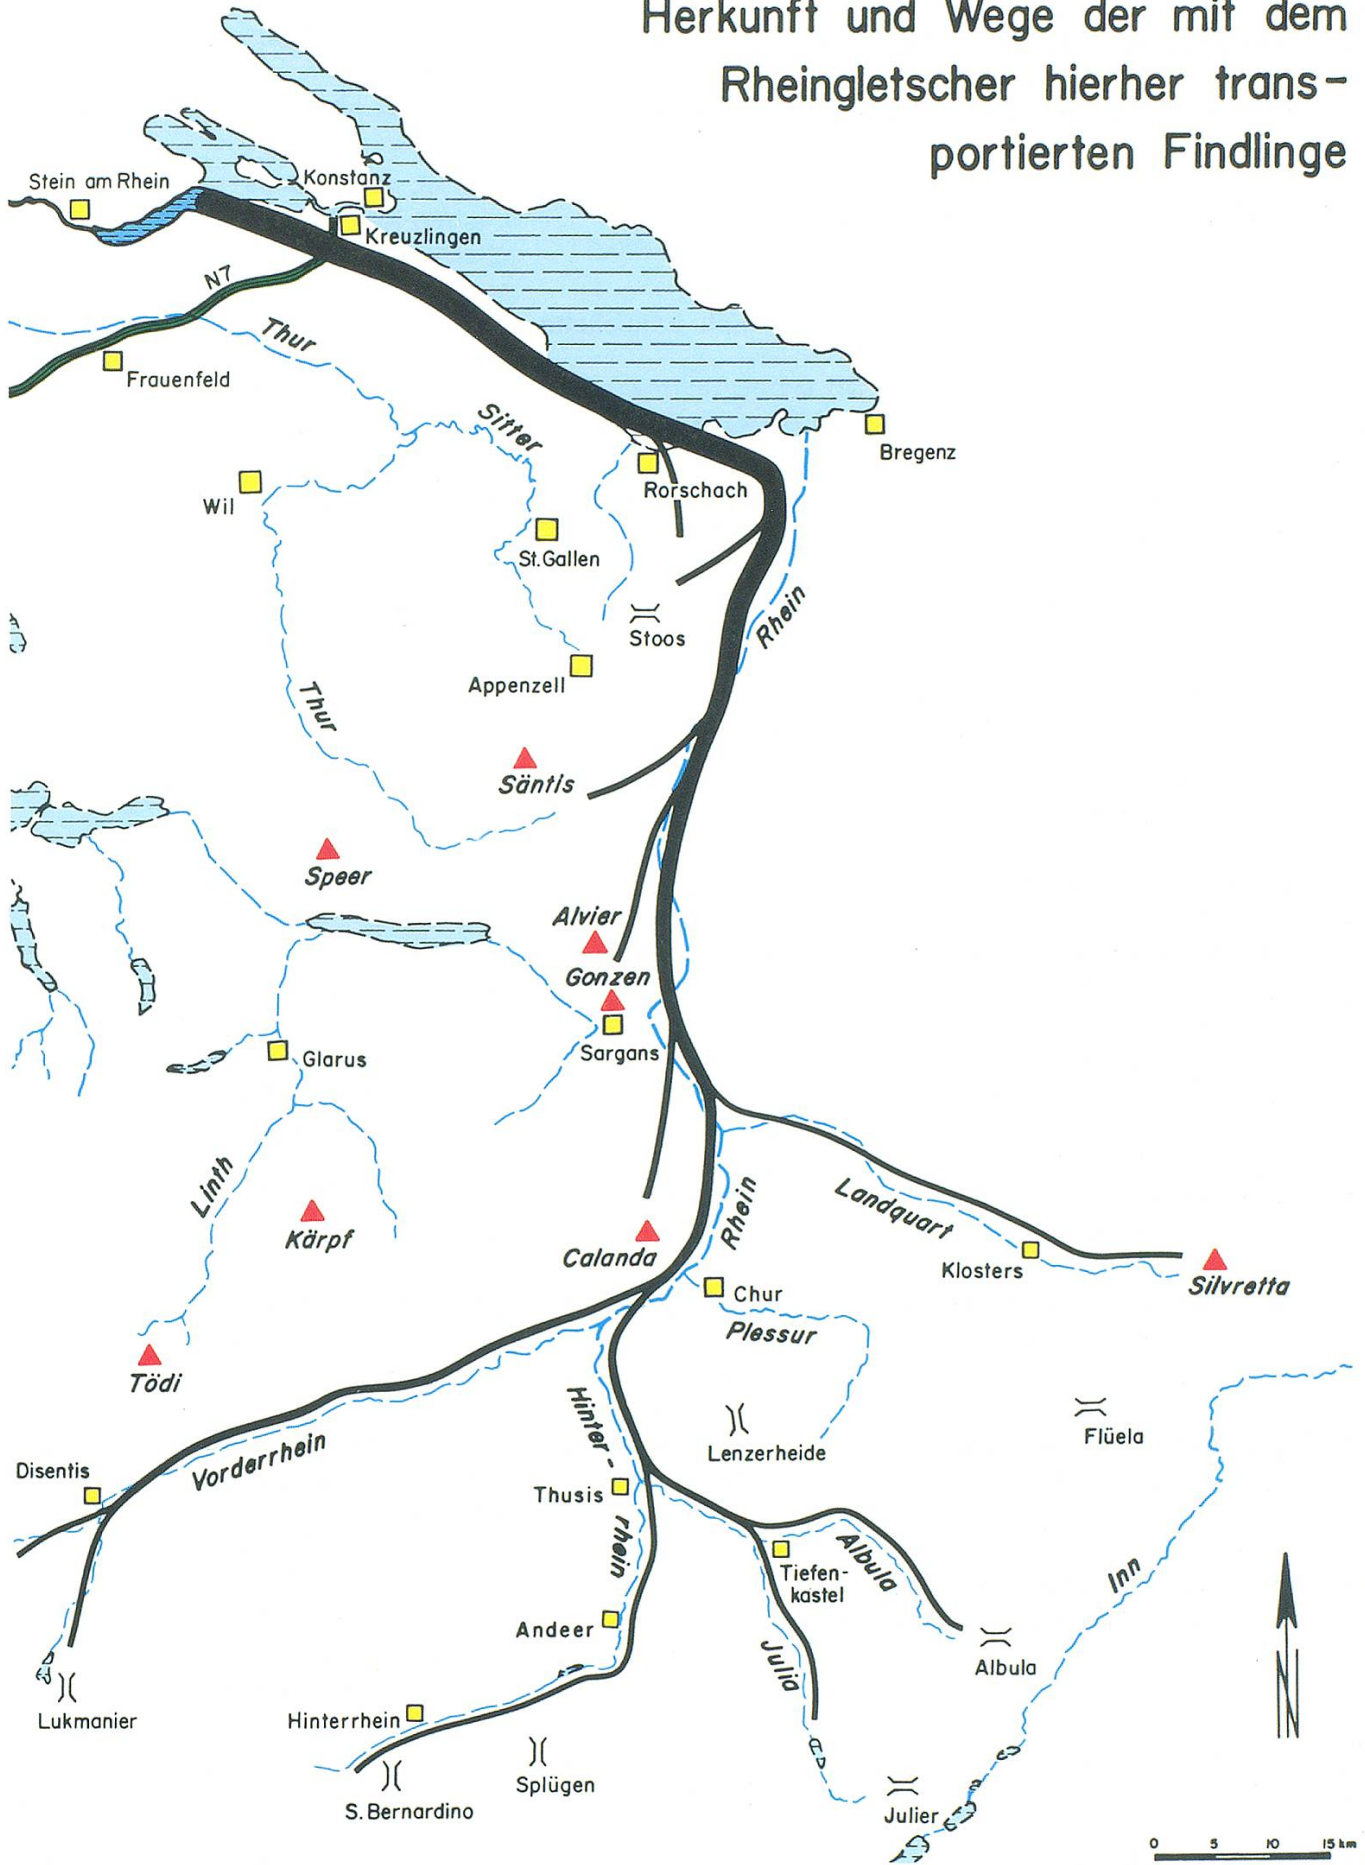 Herkunft und Wege der mit dem
Rheingletscher hierher trans-
portierten Findlinge
Stein am Rhein
Konstanz
Kreuzlingen
N7
Thur
Frauenfeld
Sitter
Bregenz
Wil
Rorschach
St.Gallen
Rhein
Stoos
Appenzell
Thur
Säntis
Speer
Alvier
Gonzen
Sargans
Glarus
Linth
Kärpf
Calanda
Rhein
Landquart
Klosters
Silvretta
Chur
Plessur
Tödi
Hinter-
rhein
Lenzerheide
Flüela
Vorderrhein
Disentis
Thusis
Albula
Tiefen-
kastel
Inn
Andeer
Julia
Albula
Lukmanier
Hinterrhein
Splügen
S. Bernardino
Julier
N
0 5 10 15 km